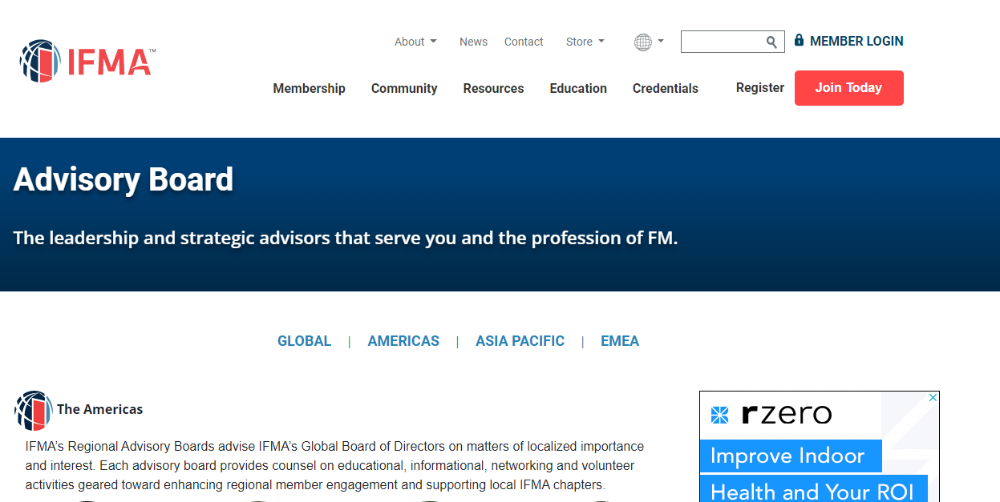 About News Contact Store MEMBER LOGIN
IFMA™
Membership Community Resources Education Credentials Register Join Today
Advisory Board
The leadership and strategic advisors that serve you and the profession of FM.
GLOBAL | AMERICAS | ASIA PACIFIC | EMEA
The Americas
IFMA’s Regional Advisory Boards advise IFMA’s Global Board of Directors on matters of localized importance
and interest. Each advisory board provides counsel on educational, informational, networking and volunteer
activities geared toward enhancing regional member engagement and supporting local IFMA chapters.
rzero
Improve Indoor
Health and Your ROI